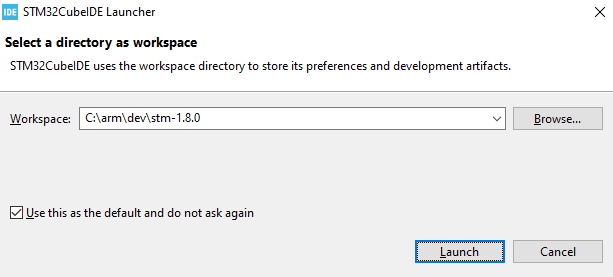 IDE STM32CubeIDE Launcher
Select a directory as workspace
STM32CubeIDE uses the workspace directory to store its preferences and development artifacts.
Workspace: C:\arm\dev\stm-1.8.0 Browse...
Use this as the default and do not ask again
Launch Cancel